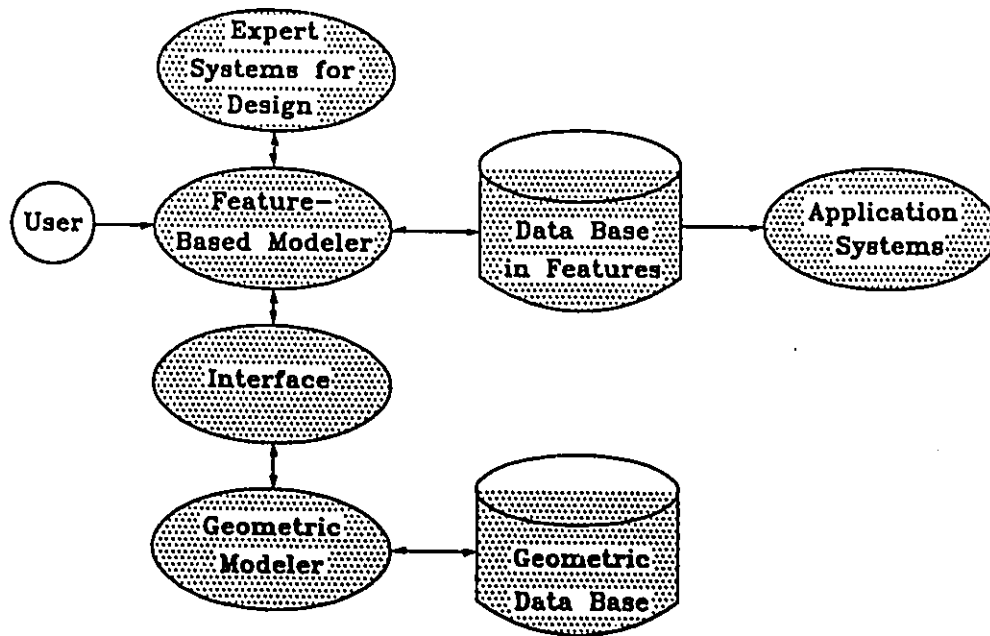 Expert
Systems for
Design
User
Feature-
Based Modeler
Data Base
in Features
Application
Systems
Interface
Geometric
Modeler
Geometric
Data Base